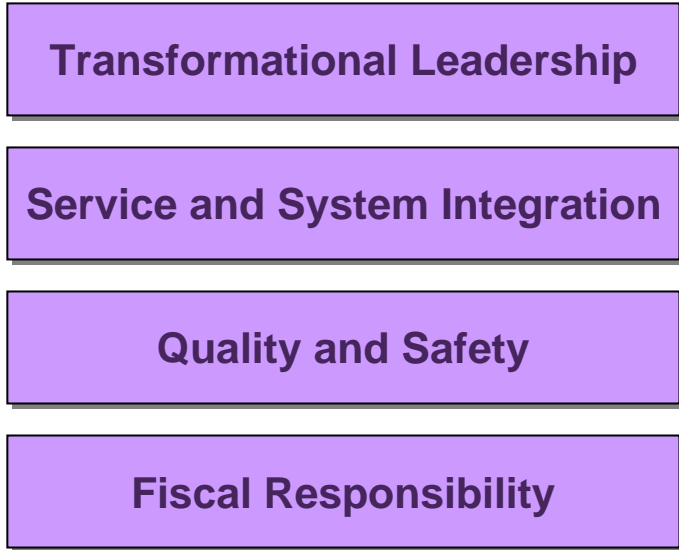 Transformational Leadership
Service and System Integration
Quality and Safety
Fiscal Responsibility